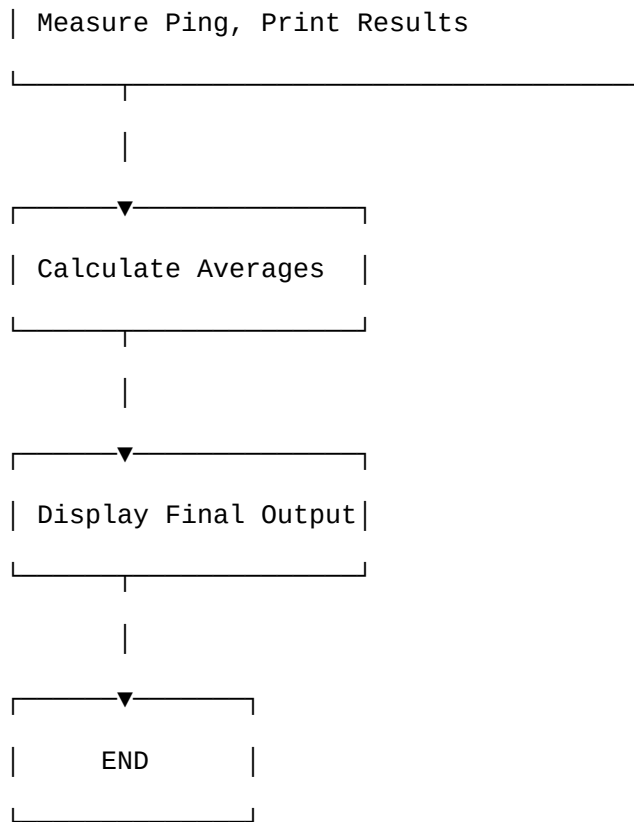 Measure Ping, Print Results
Calculate Averages
Display Final Output
END